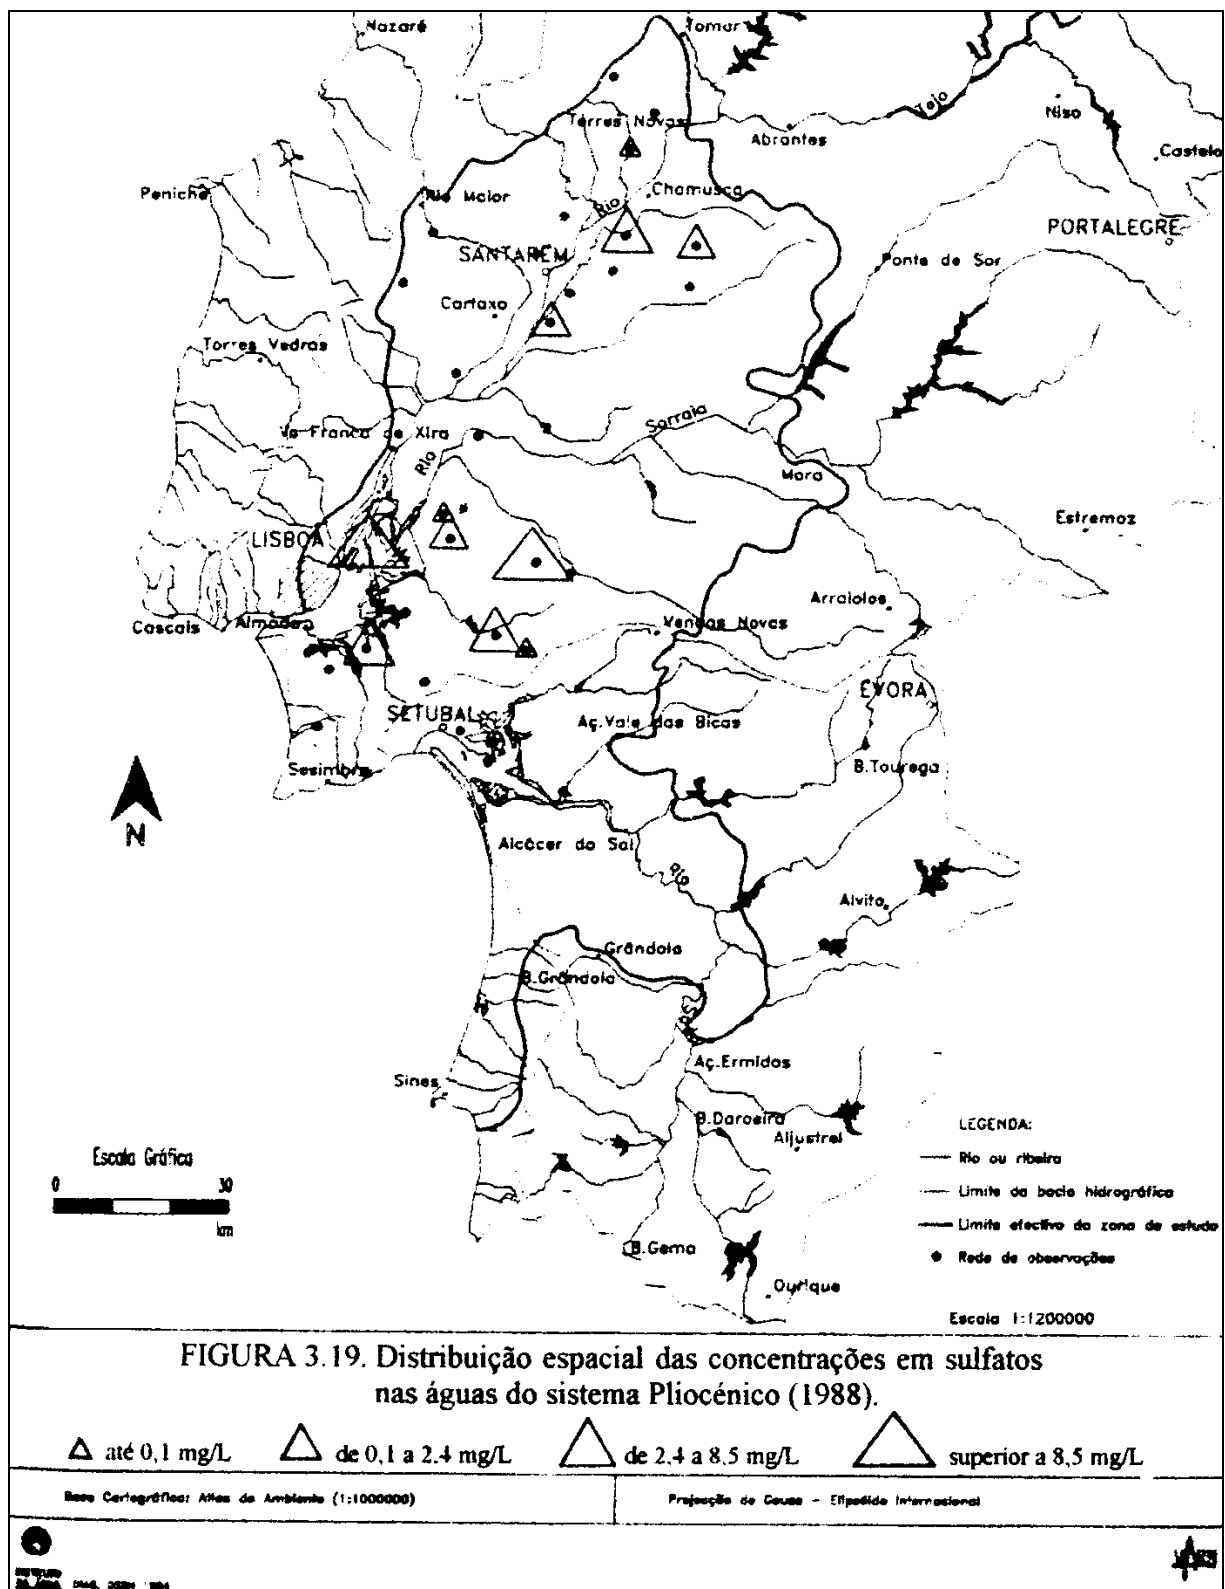 Nazaré
Tomar
Tejo
Niso
Torres Novas
Abrantes
Castelo
Peniche
Rio Maior
Chamusca
Rio
PORTALEGRE
SANTARÉM
Ponte de Sor
Cartaxo
Torres Vedras
Sorraia
Va Franca de Xira
Rio
Mora
Estremoz
LISBOA
Arraiolos
Cascais
Almada
Vendas Novas
ÉVORA
SETUBAL
Aç.Vale das Bicas
B.Tourega
Sesimbra
N
Alcácer do Sal
Rio
Alvito
Grândola
B.Grândola
Sado
Aç.Ermidas
Sines
B.Daroeira
Aljustrel
LEGENDA:
Rio ou ribeira
Limite da bacia hidrográfica
Limite efectivo da zona de estudo
Rede de observações
Escala Gráfica
0 30
km
B.Gema
Ourique
Escala 1:1200000
FIGURA 3.19. Distribuição espacial das concentrações em sulfatos
nas águas do sistema Pliocénico (1988).
até 0,1 mg/L de 0,1 a 2.4 mg/L de 2.4 a 8.5 mg/L superior a 8,5 mg/L
Base Cartográfica: Atlas do Ambiente (1:1000000) Projecção de Gauss - Elipsóide Internacional